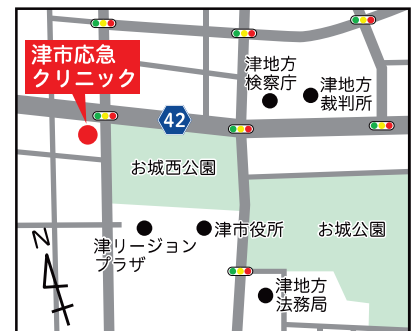 津市応急
クリニック
津地方
検察庁
津地方
裁判所
42
お城西公園
津市役所
お城公園
津リージョン
プラザ
N
津地方
法務局